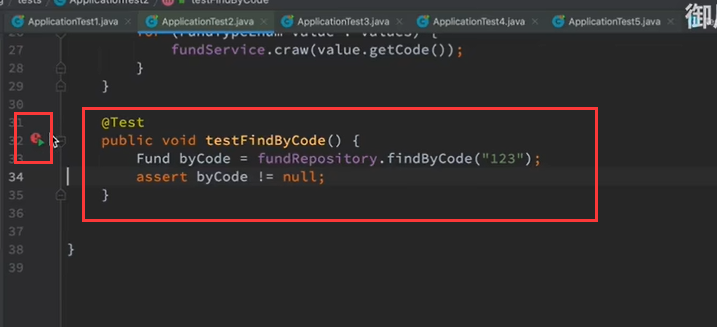 tests ApplicationTest2 testFindByCode
ApplicationTest1.java ApplicationTest2.java ApplicationTest3.java ApplicationTest4.java ApplicationTest5.java
御
26 for (FundTypeEnum value : values) {
27 fundService.craw(value.getCode());
28 }
29 }
30
31 @Test
32 public void testFindByCode() {
33 Fund byCode = fundRepository.findByCode("123");
34 assert byCode != null;
35 }
36
37
38 }
39